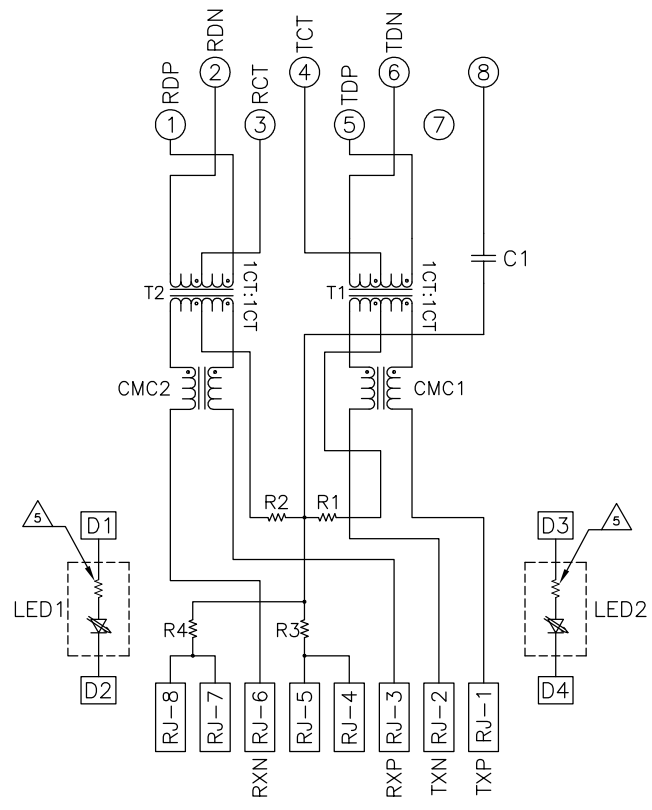 RDP
RDN
RCT
TCT
TDP
TDN
1
2
3
4
5
6
7
8
C1
T2
1CT:1CT
T1
1CT:1CT
CMC2
CMC1
R2
R1
5
D1
LED1
D2
5
D3
LED2
D4
R4
R3
RJ-8
RJ-7
RJ-6
RJ-5
RJ-4
RJ-3
RJ-2
RJ-1
RXN
RXP
TXN
TXP